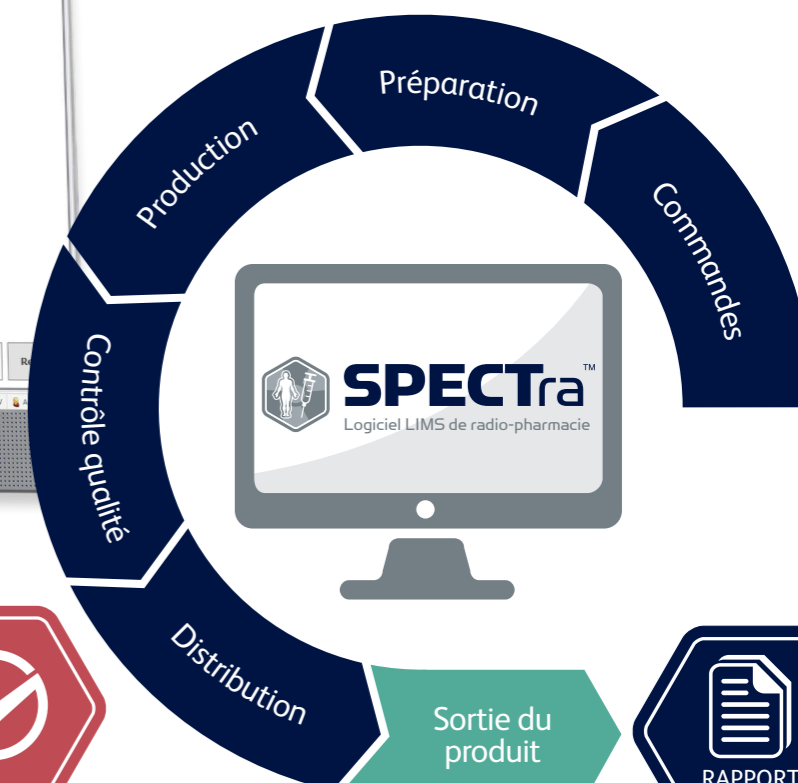 Préparation
Production
Commandes
Contrôle qualité
SPECTra™
Logiciel LIMS de radio-pharmacie
Distribution
Sortie du
produit
RAPPORT